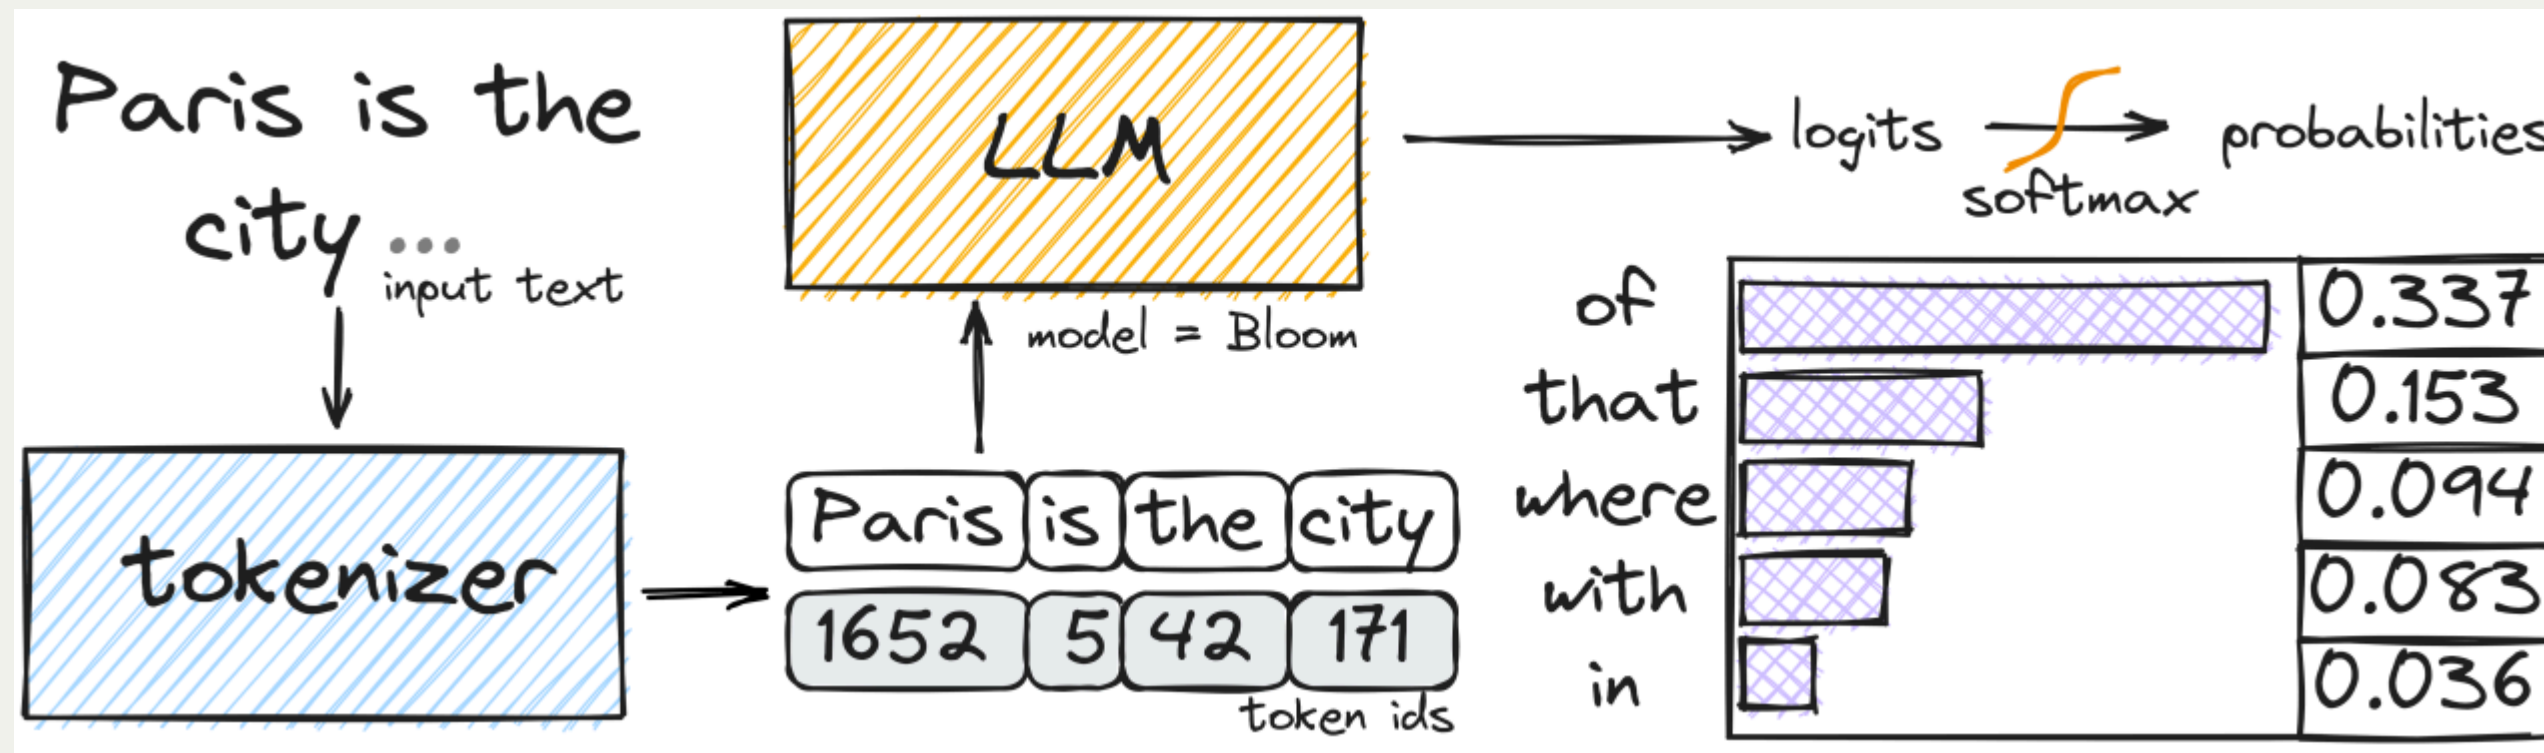 Paris is the
city ...
input text
tokenizer
Paris is the city
1652 5 42 171
token ids
LLM
model = Bloom
logits
softmax
probabilities
of 0.337
that 0.153
where 0.094
with 0.083
in 0.036